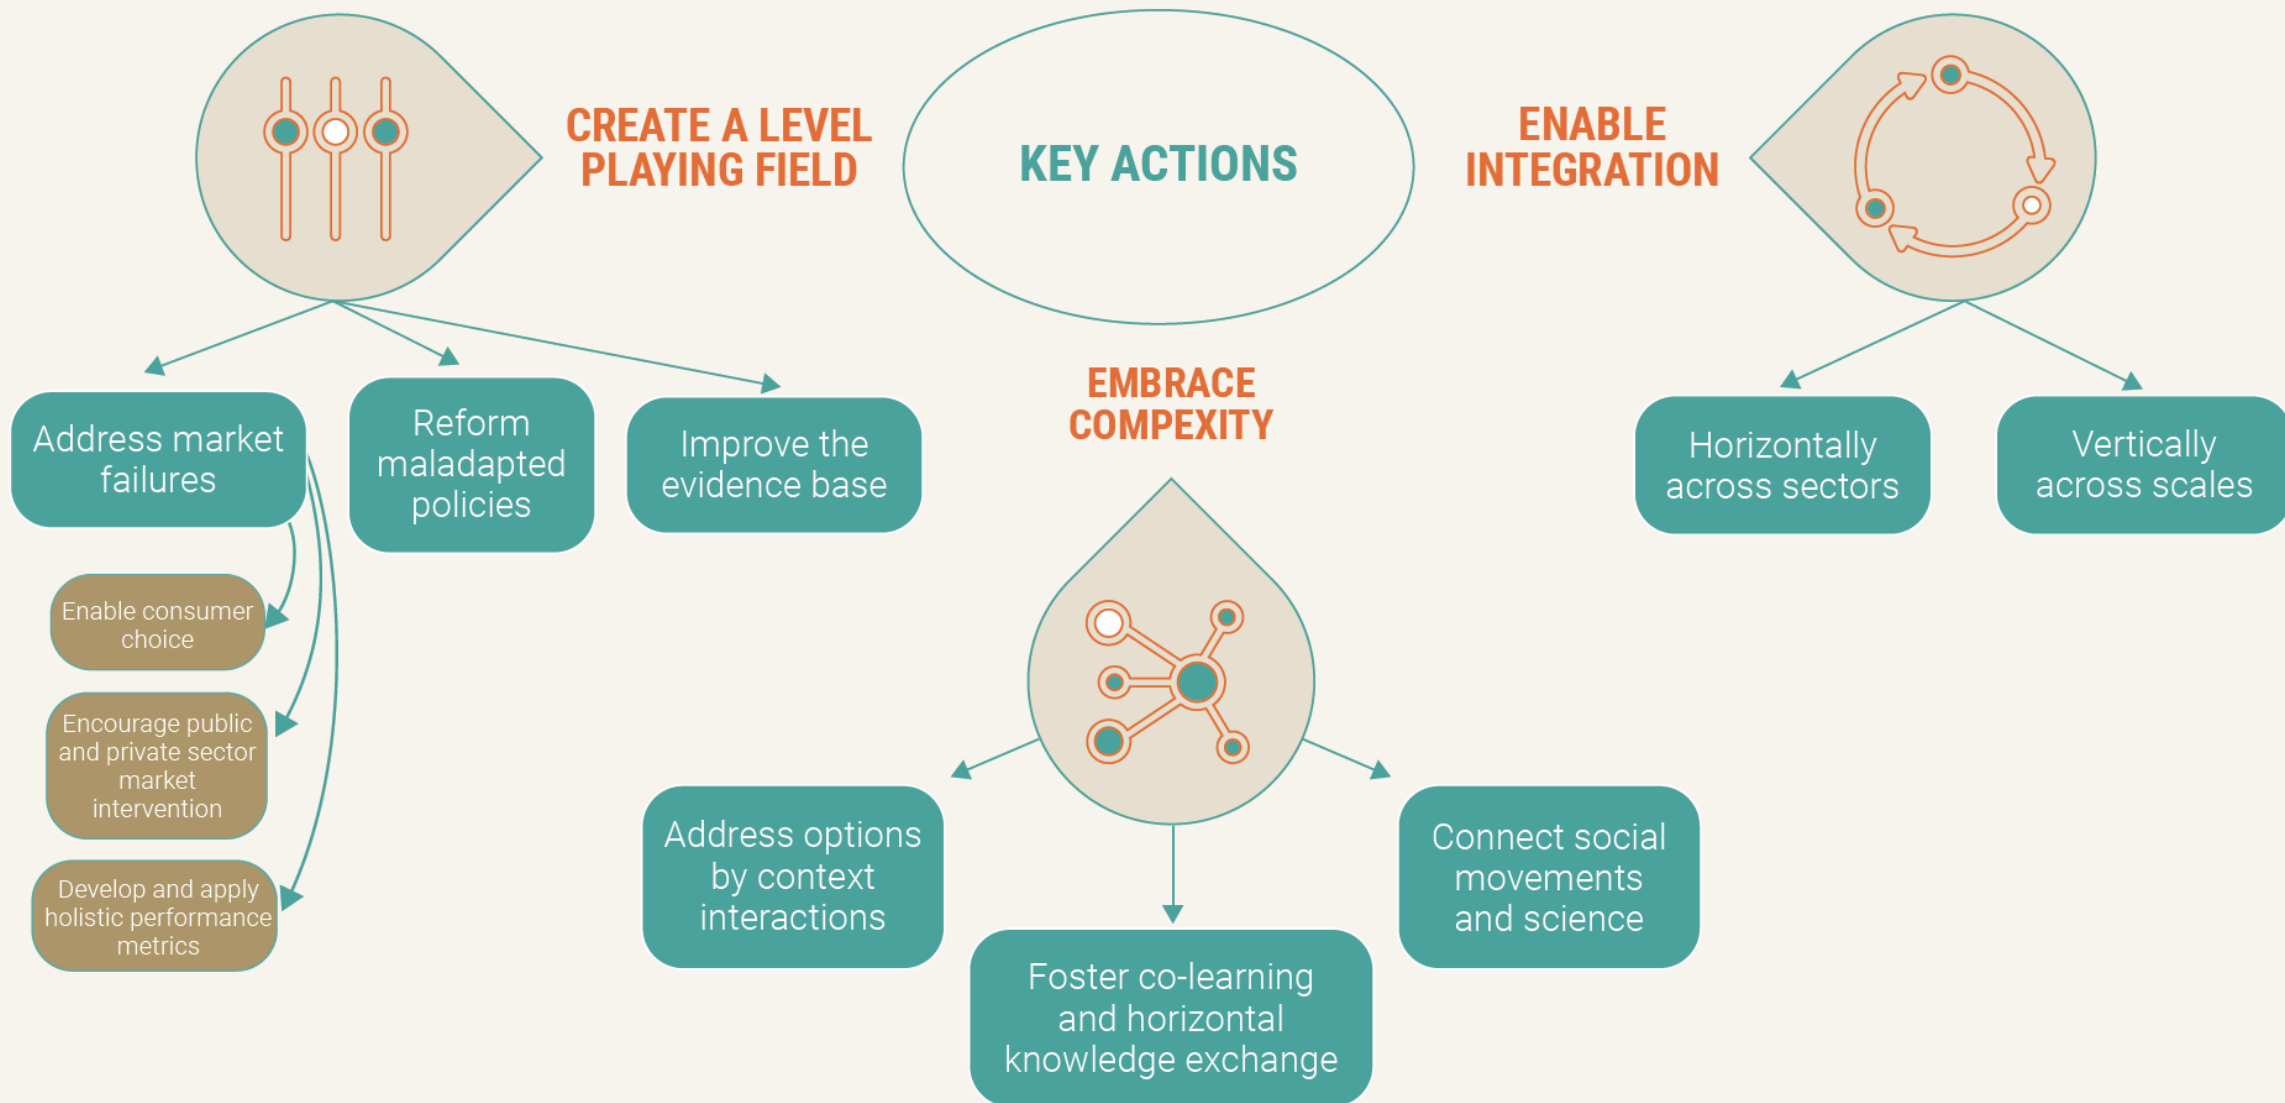 CREATE A LEVEL
PLAYING FIELD
KEY ACTIONS
ENABLE
INTEGRATION
Address market
failures
Reform
maladapted
policies
Improve the
evidence base
Enable consumer
choice
Encourage public
and private sector
market
intervention
Develop and apply
holistic performance
metrics
EMBRACE
COMPEXITY
Address options
by context
interactions
Foster co-learning
and horizontal
knowledge exchange
Connect social
movements
and science
Horizontally
across sectors
Vertically
across scales